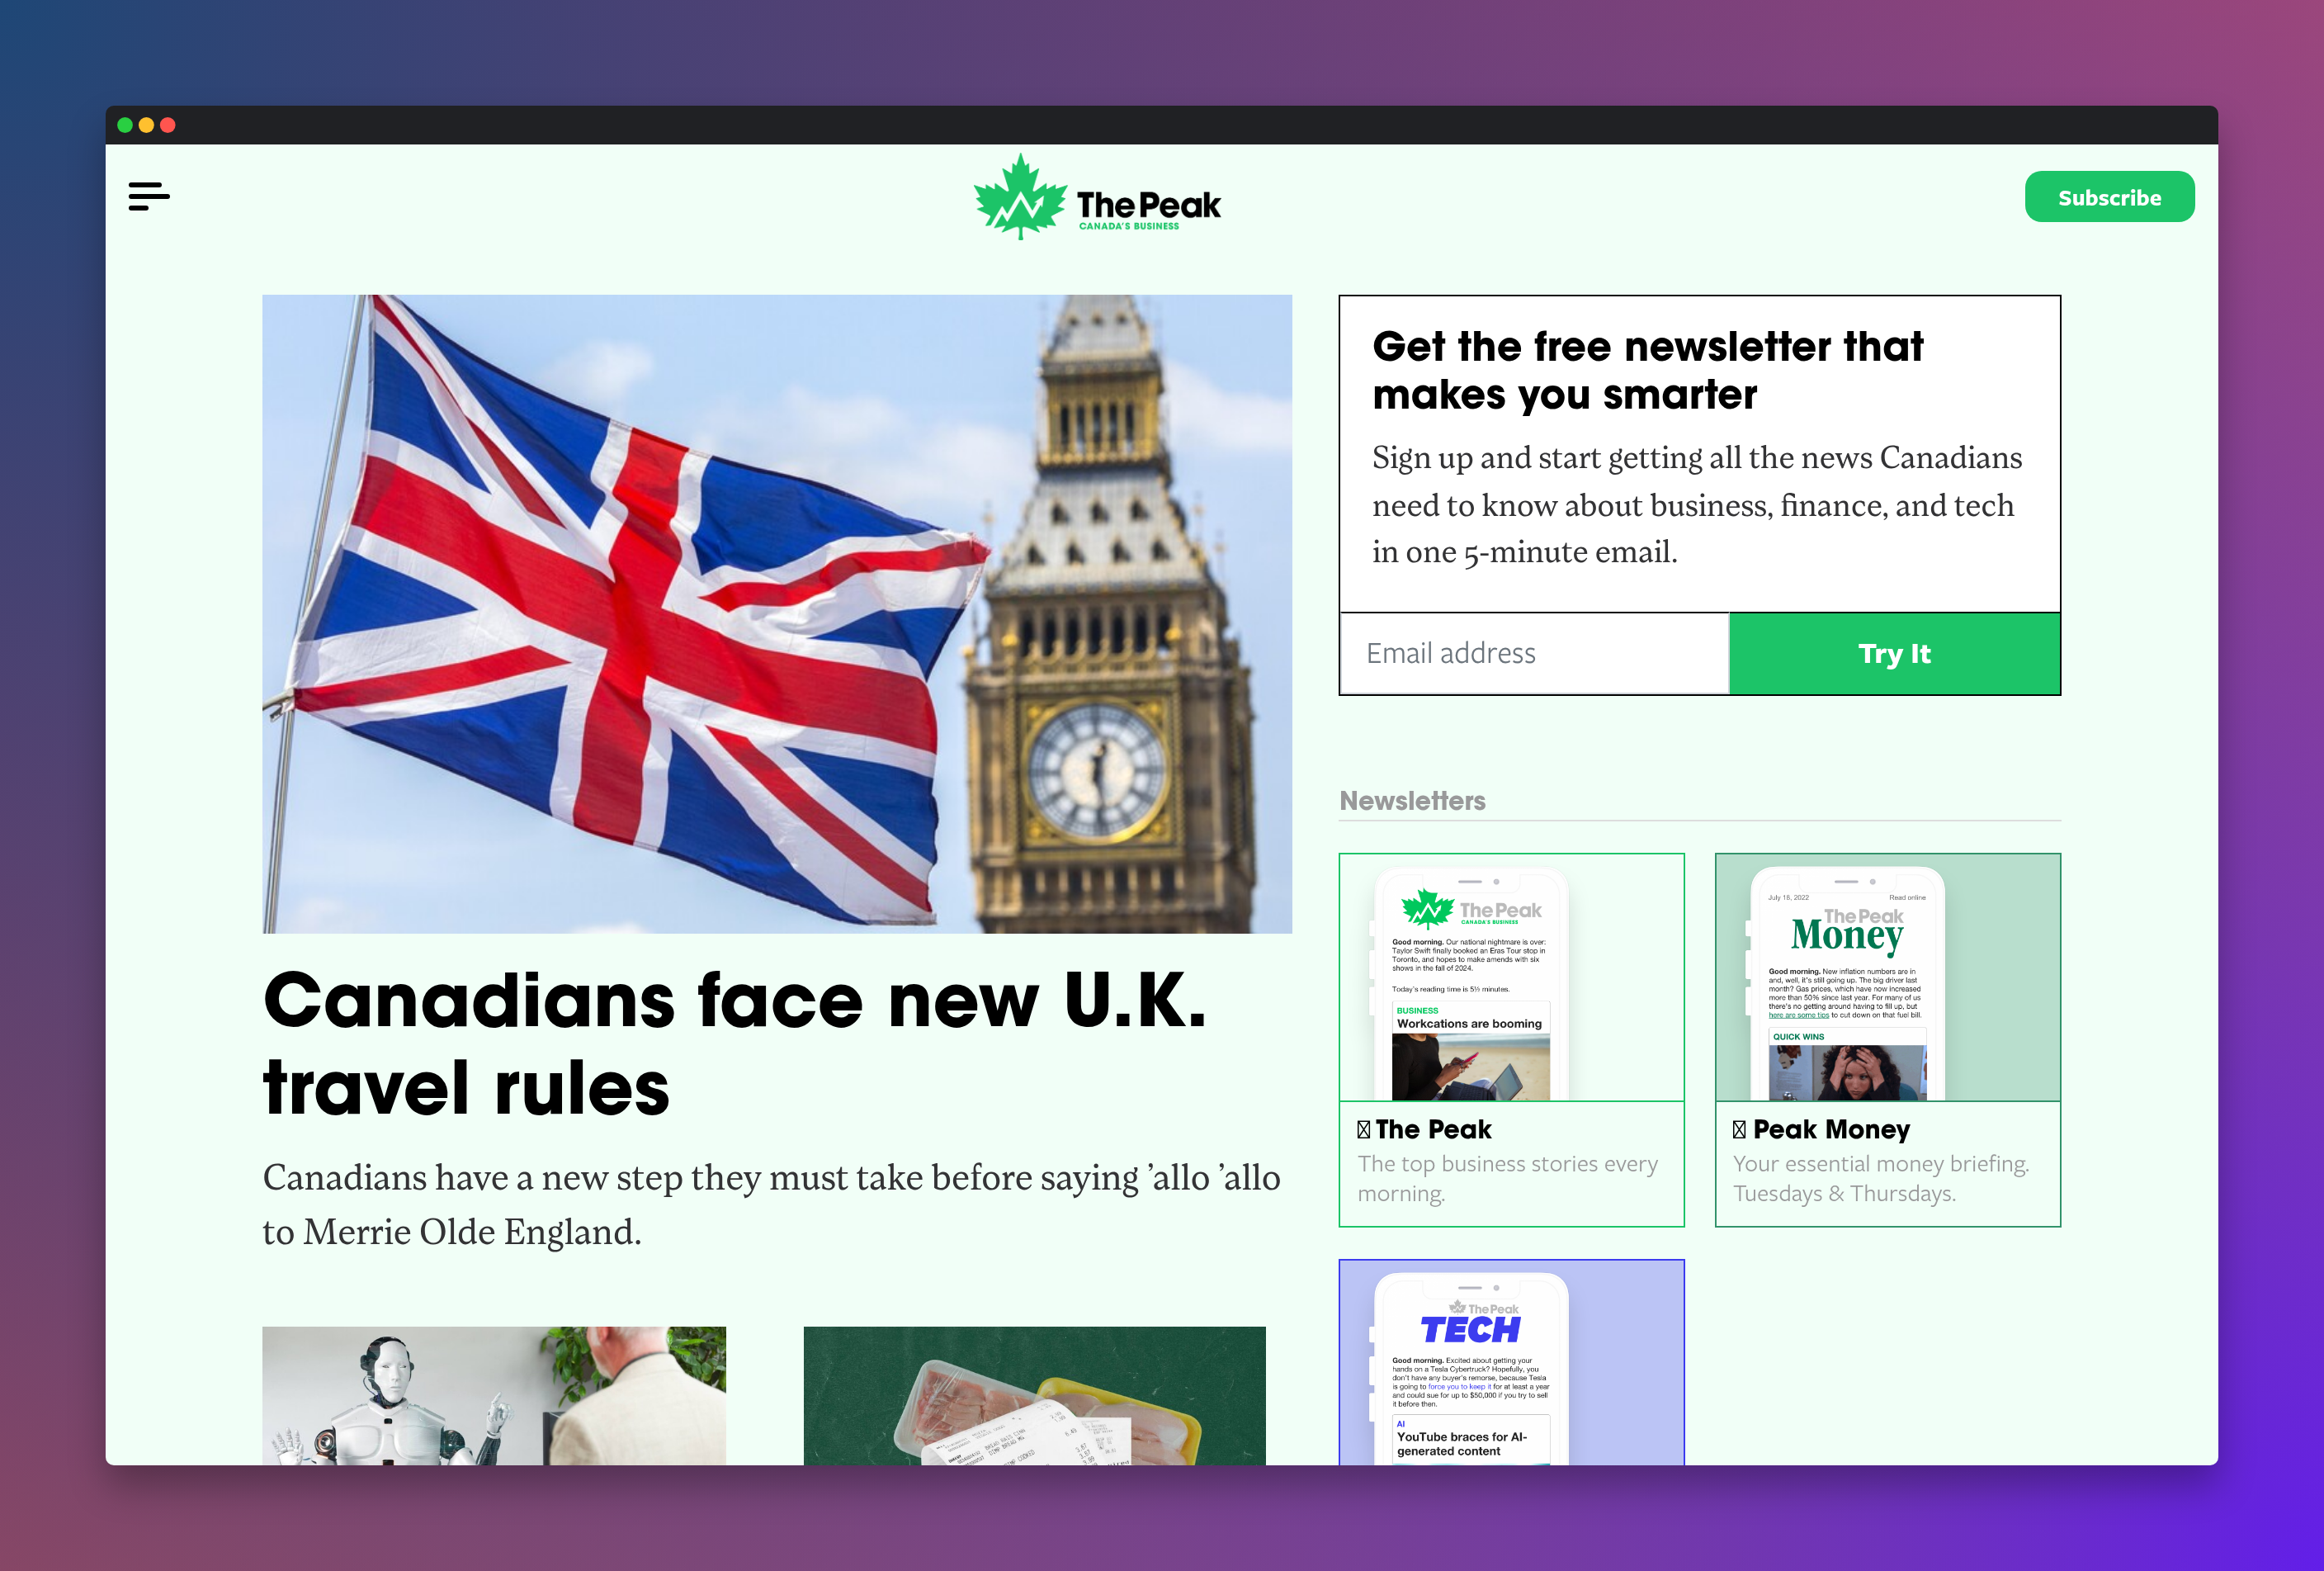 The Peak
CANADA'S BUSINESS
Subscribe
Canadians face new U.K.
travel rules
Canadians have a new step they must take before saying ’allo ’allo
to Merrie Olde England.
Get the free newsletter that
makes you smarter
Sign up and start getting all the news Canadians
need to know about business, finance, and tech
in one 5-minute email.
Email address
Try It
Newsletters
The Peak
CANADA'S BUSINESS
Good morning. Our national nightmare is over:
Taylor Swift finally booked an Eras Tour stop in
Toronto, and hopes to make amends with six
shows in the fall of 2024.
Today's reading time is 5½ minutes.
BUSINESS
Workcations are booming
The Peak
The top business stories every
morning.
July 18, 2022
Read online
The Peak
Money
Good morning. New inflation numbers are in
and, well, it's still going up. The big driver last
month? Gas prices, which have now increased
more than 50% since last year. For many of us
there's no getting around having to fill up, but
here are some tips to cut down on that fuel bill.
QUICK WINS
Peak Money
Your essential money briefing.
Tuesdays & Thursdays.
The Peak
TECH
Good morning. Excited about getting your
hands on a Tesla Cybertruck? Hopefully, you
don't have any buyer's remorse, because Tesla
is going to force you to keep it for at least a year
and could sue for up to $50,000 if you try to sell
it before then.
AI
YouTube braces for AI-
generated content